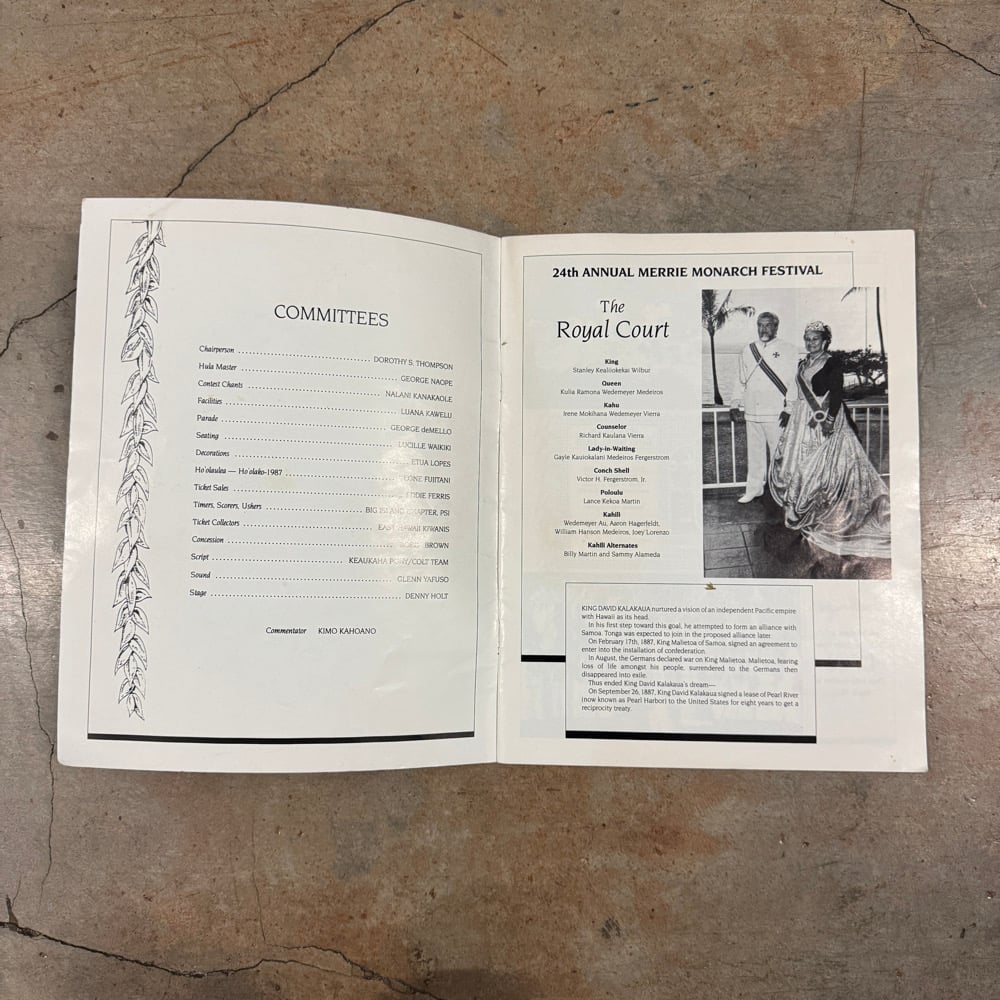 COMMITTEES
Chairperson ........ DOROTHY S. THOMPSON
Hula Master ........ GEORGE NAOPE
Contest Chants ........ NALANI KANAKAOLE
Facilities ........ LUANA KAWELU
Parade ........ GEORGE deMELLO
Seating ........ LUCILLE WAIKIKI
Decorations ........ ETUA LOPES
Ho'olaulea — Ho'olako-1987 ........ FUJITANI
Ticket Sales ........ EDDIE FERRIS
Timers, Scorers, Ushers ........ BIG ISLAND CHAPTER, PSI
Ticket Collectors ........ EAST HAWAII KIWANIS
Concession ........ BROWN
Script ........ KEAUKAHA PONY/COLT TEAM
Sound ........ GLENN YAFUSO
Stage ........ DENNY HOLT
Commentator KIMO KAHOANO
24th ANNUAL MERRIE MONARCH FESTIVAL
The
Royal Court
King
Stanley Kealiiokekai Wilbur
Queen
Kulia Ramona Wedemeyer Medeiros
Kahu
Irene Mokihana Wedemeyer Vierra
Counselor
Richard Kaulana Vierra
Lady-in-Waiting
Gayle Kauiokalani Medeiros Fergerstrom
Conch Shell
Victor H. Fergerstrom, Jr.
Pololu
Lance Kekoa Martin
Kahili
Wedemeyer Au, Aaron Hagerfeldt,
William Hanson Medeiros, Joey Lorenzo
Kahili Alternates
Billy Martin and Sammy Alameda
KING DAVID KALAKAUA nurtured a vision of an independent Pacific empire
with Hawaii as its head.
In his first step toward this goal, he attempted to form an alliance with
Samoa. Tonga was expected to join in the proposed alliance later.
On February 17th, 1887, King Malietoa of Samoa, signed an agreement to
enter into the installation of confederation.
In August, the Germans declared war on King Malietoa. Malietoa, fearing
loss of life amongst his people, surrendered to the Germans then
disappeared into exile.
Thus ended King David Kalakaua's dream—
On September 26, 1887, King David Kalakaua signed a lease of Pearl River
(now known as Pearl Harbor) to the United States for eight years to get a
reciprocity treaty.